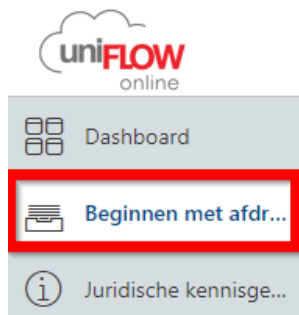 uniFLOW
online
Dashboard
Beginnen met afdr...
Juridische kennisge...